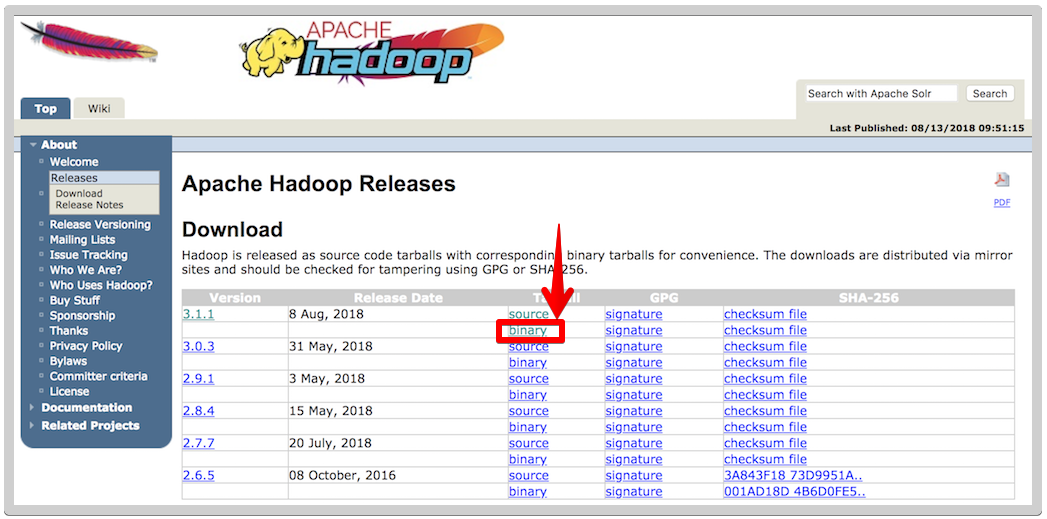 APACHE
hadoop
Top
Wiki
Search with Apache Solr
Search
Last Published: 08/13/2018 09:51:15
About
Welcome
Releases
Download
Release Notes
Release Versioning
Mailing Lists
Issue Tracking
Who We Are?
Who Uses Hadoop?
Buy Stuff
Sponsorship
Thanks
Privacy Policy
Bylaws
Committer criteria
License
Documentation
Related Projects
Apache Hadoop Releases
PDF
Download
Hadoop is released as source code tarballs with corresponding binary tarballs for convenience. The downloads are distributed via mirror
sites and should be checked for tampering using GPG or SHA-256.
Version Release Date Tarball GPG SHA-256
3.1.1 8 Aug, 2018 source signature checksum file
binary signature checksum file
3.0.3 31 May, 2018 source signature checksum file
binary signature checksum file
2.9.1 3 May, 2018 source signature checksum file
binary signature checksum file
2.8.4 15 May, 2018 source signature checksum file
binary signature checksum file
2.7.7 20 July, 2018 source signature checksum file
binary signature checksum file
2.6.5 08 October, 2016 source signature 3A843F18 73D9951A..
binary signature 001AD18D 4B6D0FE5..